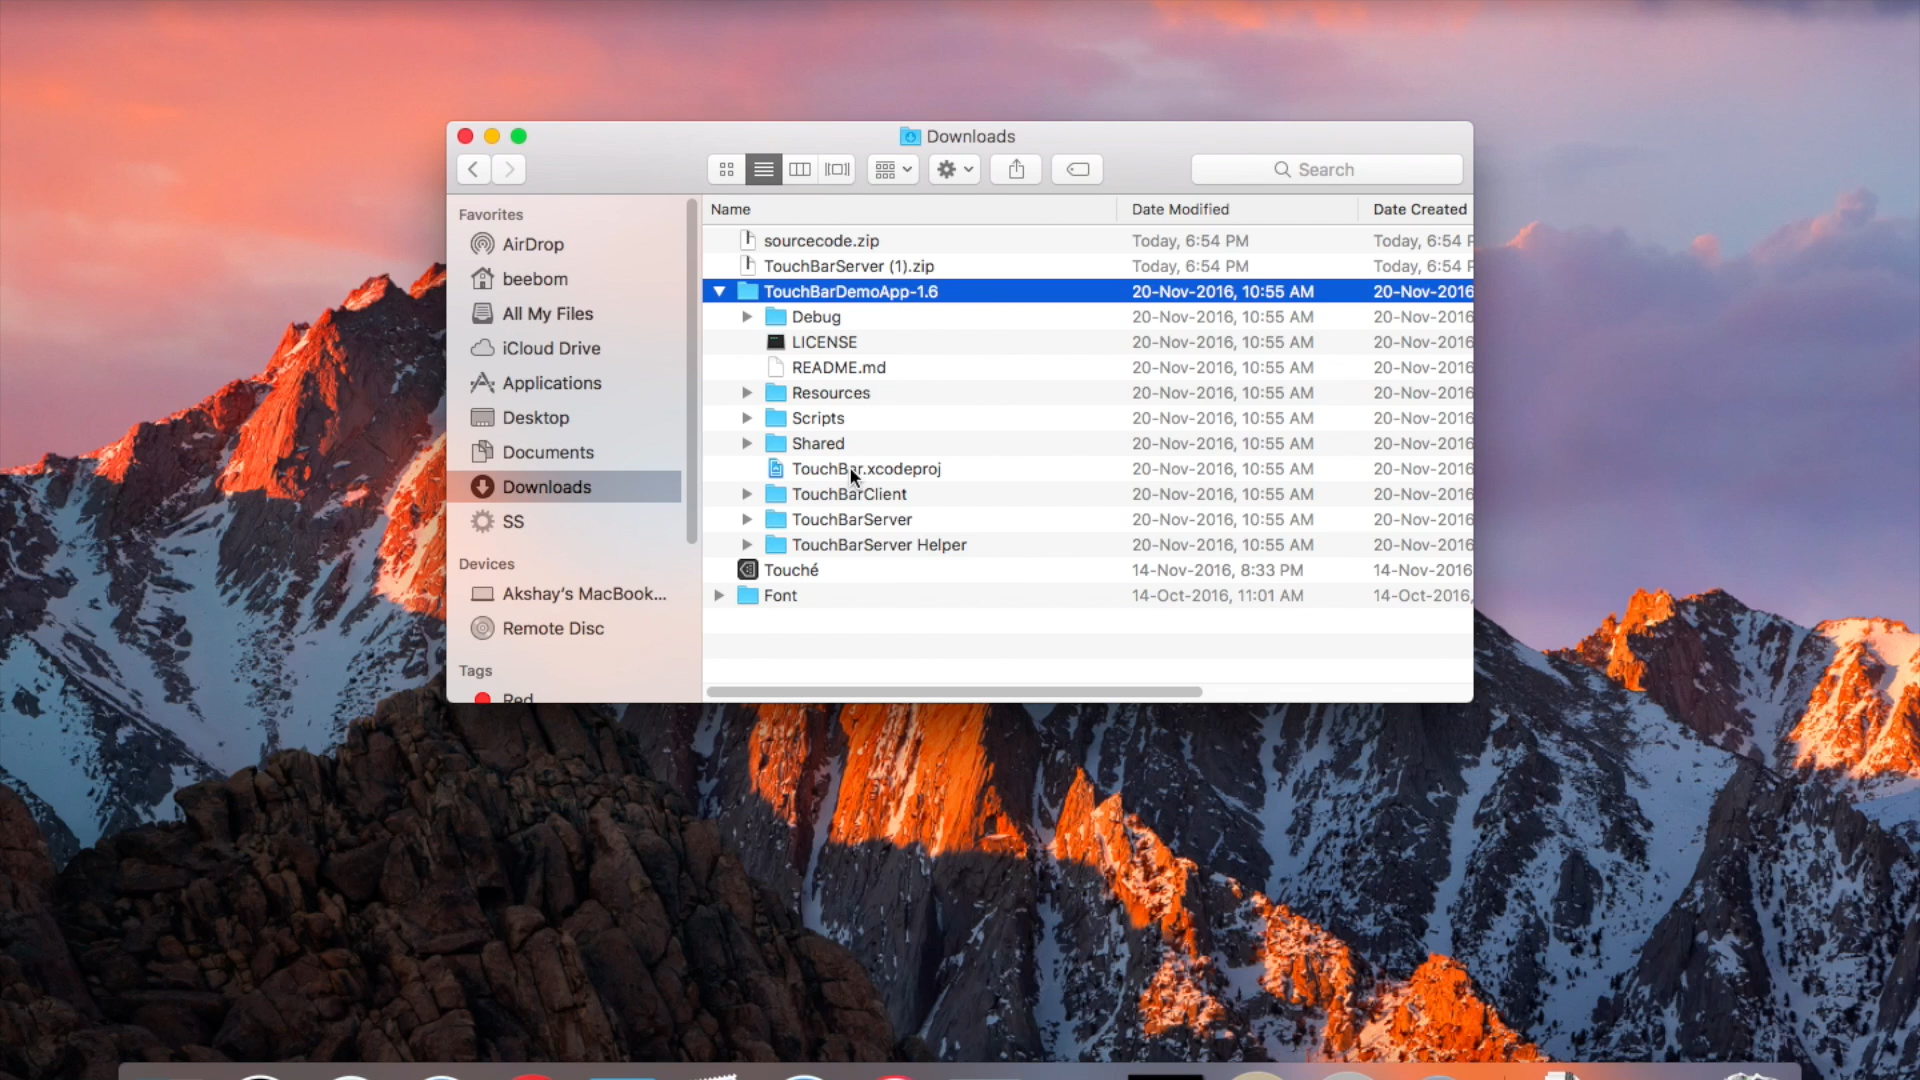 Downloads
Search
Favorites
AirDrop
beebom
All My Files
iCloud Drive
Applications
Desktop
Documents
Downloads
SS
Devices
Akshay's MacBook...
Remote Disc
Tags
Red
Name Date Modified Date Created
sourcecode.zip Today, 6:54 PM Today, 6:54 P
TouchBarServer (1).zip Today, 6:54 PM Today, 6:54 P
TouchBarDemoApp-1.6 20-Nov-2016, 10:55 AM 20-Nov-2016
Debug 20-Nov-2016, 10:55 AM 20-Nov-2016
LICENSE 20-Nov-2016, 10:55 AM 20-Nov-2016
README.md 20-Nov-2016, 10:55 AM 20-Nov-2016
Resources 20-Nov-2016, 10:55 AM 20-Nov-2016
Scripts 20-Nov-2016, 10:55 AM 20-Nov-2016
Shared 20-Nov-2016, 10:55 AM 20-Nov-2016
TouchBar.xcodeproj 20-Nov-2016, 10:55 AM 20-Nov-2016
TouchBarClient 20-Nov-2016, 10:55 AM 20-Nov-2016
TouchBarServer 20-Nov-2016, 10:55 AM 20-Nov-2016
TouchBarServer Helper 20-Nov-2016, 10:55 AM 20-Nov-2016
Touché 14-Nov-2016, 8:33 PM 14-Nov-2016
Font 14-Oct-2016, 11:01 AM 14-Oct-2016,